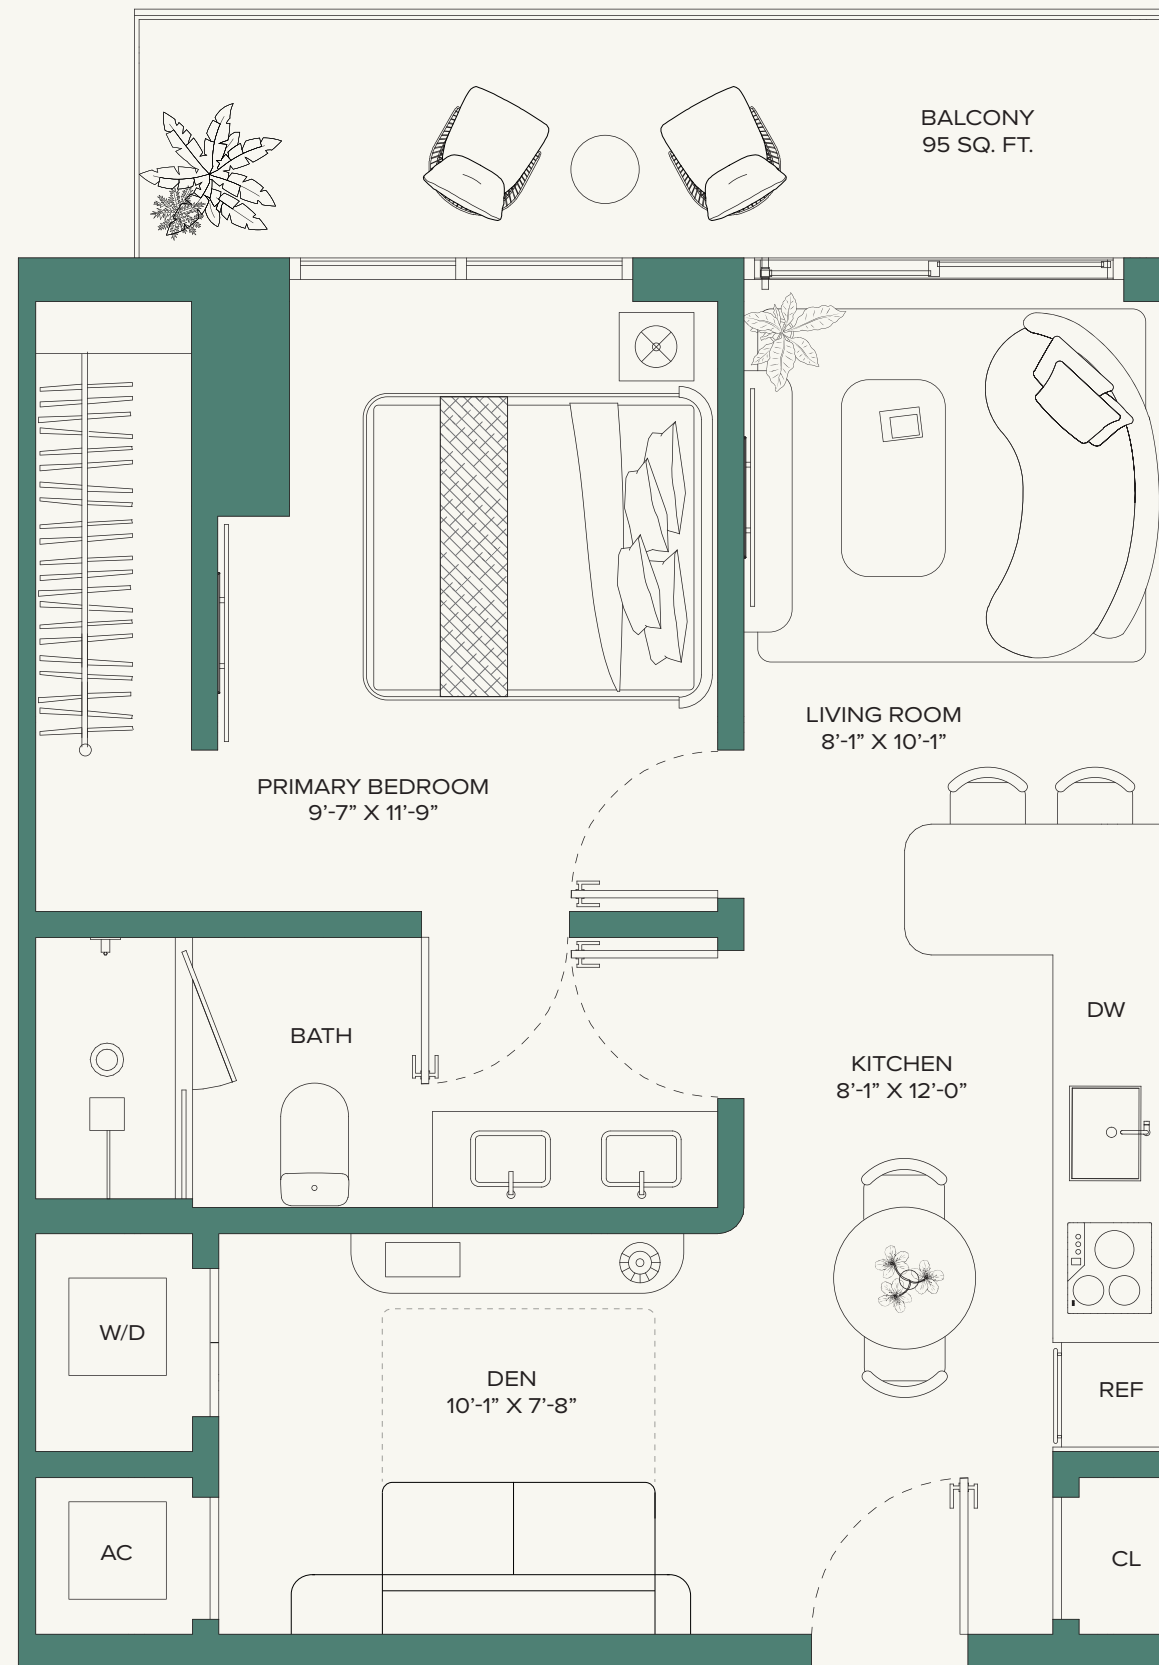 BALCONY
95 SQ. FT.
LIVING ROOM
8’-1” X 10’-1”
PRIMARY BEDROOM
9’-7” X 11’-9”
DW
BATH
KITCHEN
8’-1” X 12’-0”
W/D
DEN
10’-1” X 7’-8”
REF
AC
CL